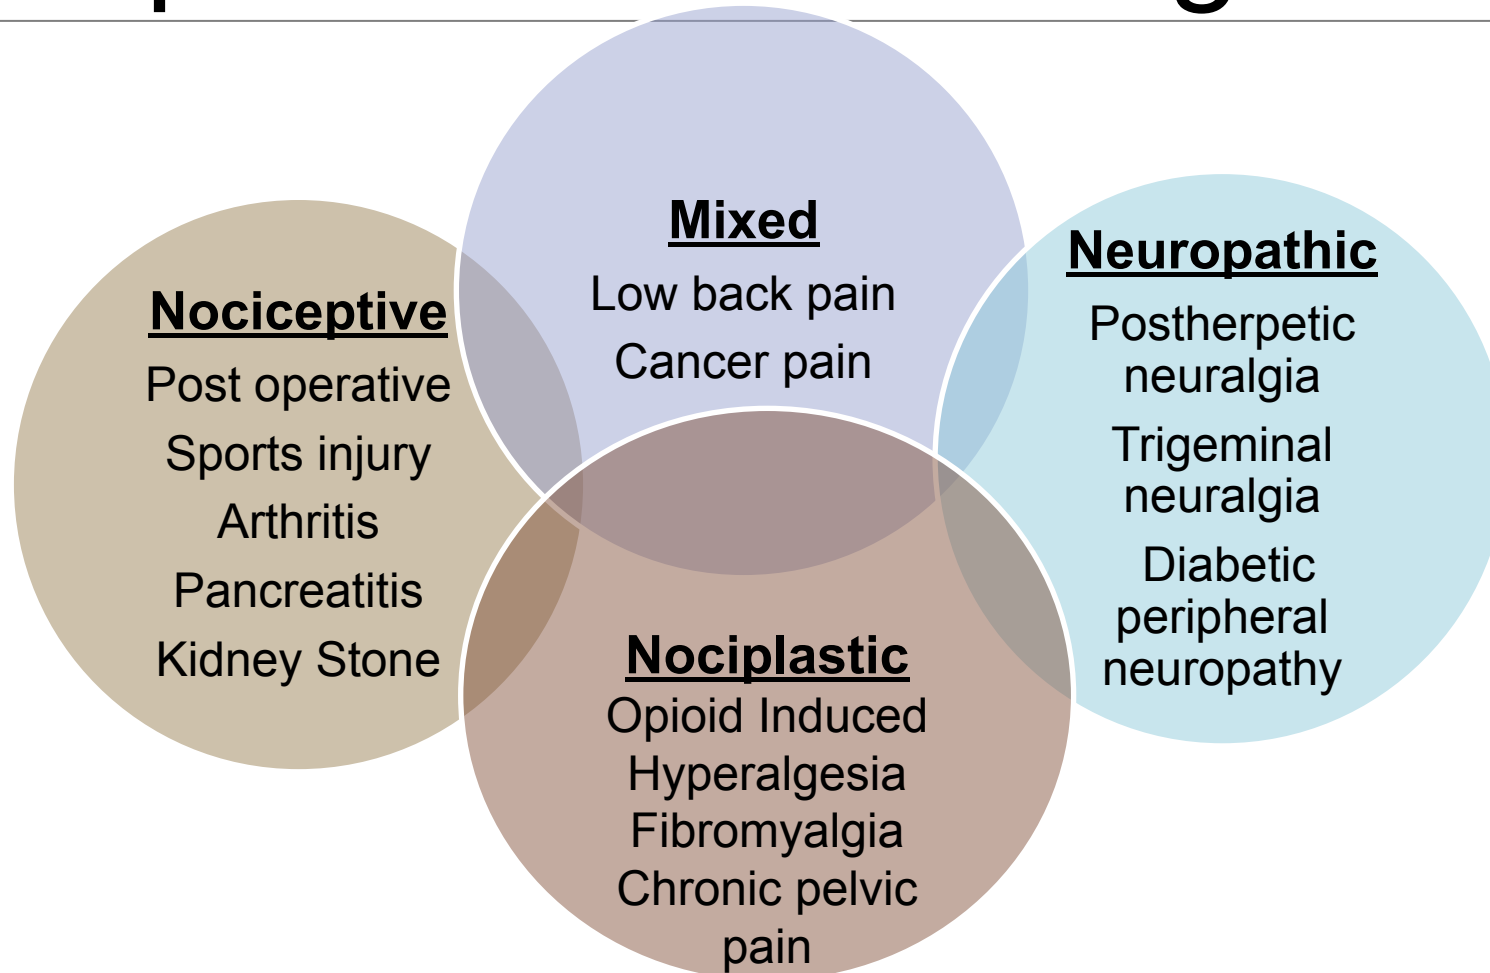 Nociceptive
Post operative
Sports injury
Arthritis
Pancreatitis
Kidney Stone
Mixed
Low back pain
Cancer pain
Nociplastic
Opioid Induced
Hyperalgesia
Fibromyalgia
Chronic pelvic
pain
Neuropathic
Postherpetic
neuralgia
Trigeminal
neuralgia
Diabetic
peripheral
neuropathy